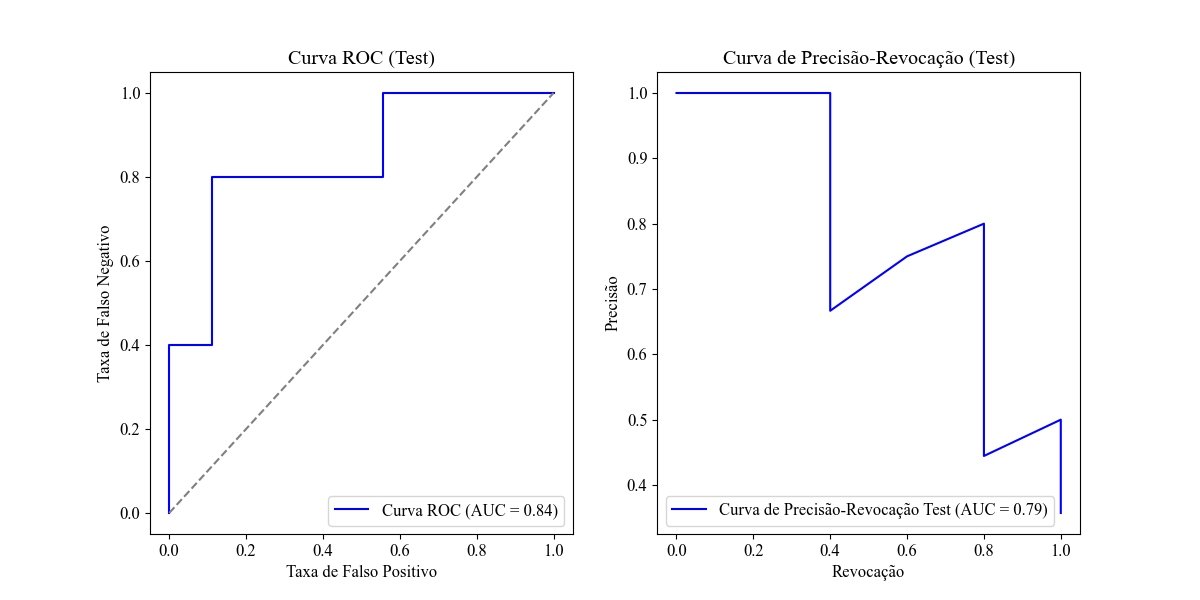 Curva ROC (Test)
Taxa de Falso Negativo
1.0
0.8
0.6
0.4
0.2
0.0
Curva ROC (AUC = 0.84)
0.0 0.2 0.4 0.6 0.8 1.0
Taxa de Falso Positivo
Curva de Precisão-Revocação (Test)
Precisão
1.0
0.9
0.8
0.7
0.6
0.5
0.4
Curva de Precisão-Revocação Test (AUC = 0.79)
0.0 0.2 0.4 0.6 0.8 1.0
Revocação